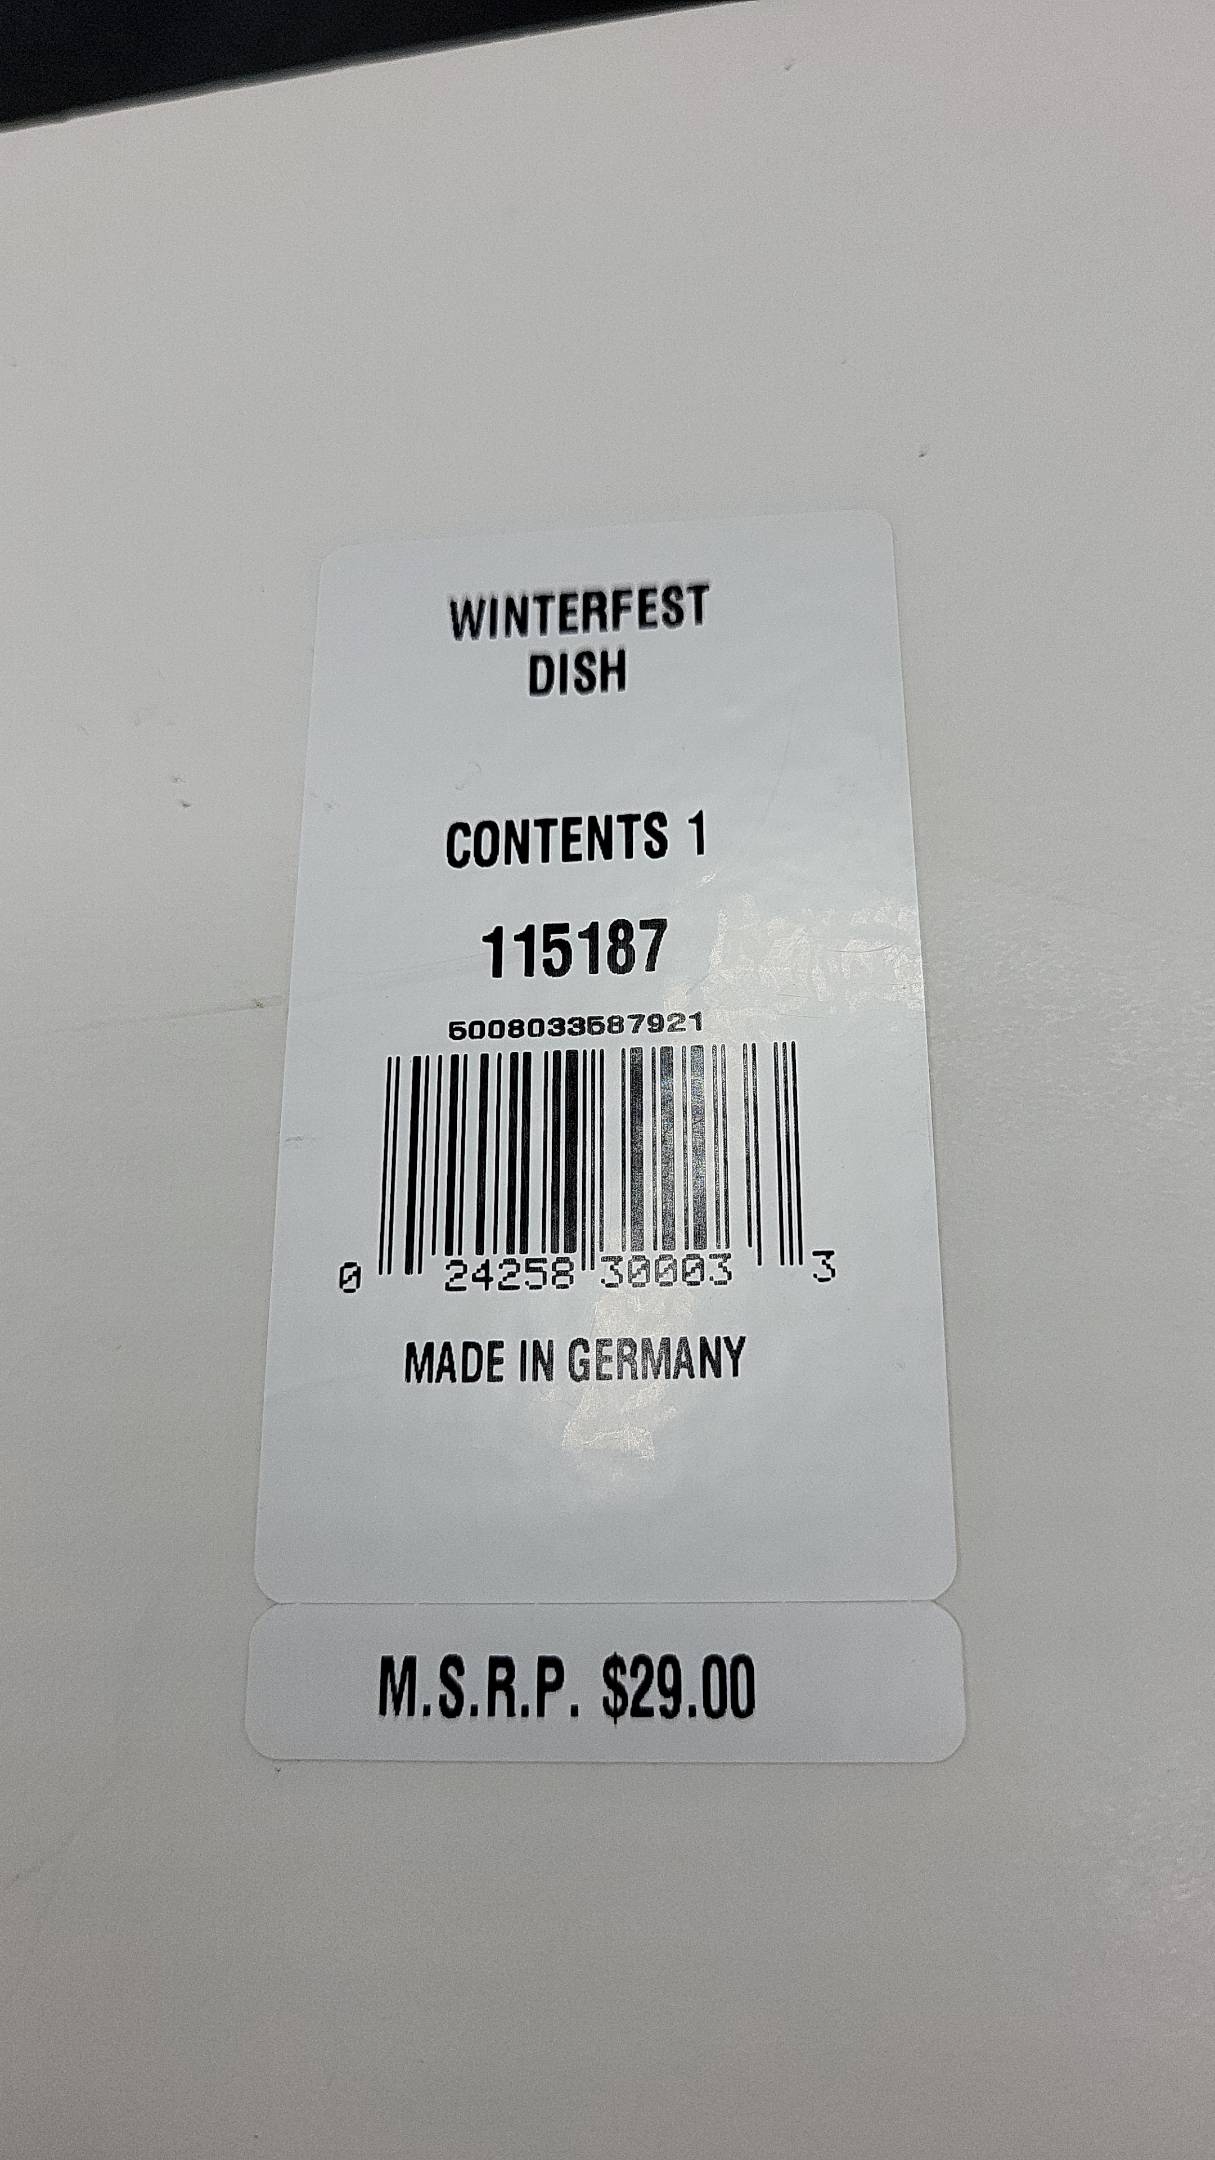 WINTERFEST
DISH
CONTENTS 1
115187
5008033587921
0 24258 30003 3
MADE IN GERMANY
M.S.R.P. $29.00